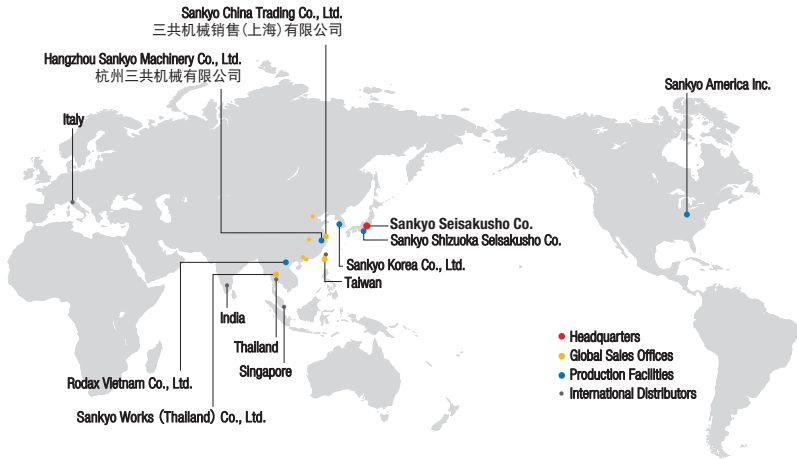 Sankyo China Trading Co., Ltd.
三共机械销售(上海)有限公司
Hangzhou Sankyo Machinery Co., Ltd.
杭州三共机械有限公司
Sankyo America Inc.
Italy
Sankyo Seisakusho Co.
Sankyo Shizuoka Seisakusho Co.
Sankyo Korea Co., Ltd.
Taiwan
India
Thailand
Singapore
Rodax Vietnam Co., Ltd.
Sankyo Works (Thailand) Co., Ltd.
Headquarters
Global Sales Offices
Production Facilities
International Distributors